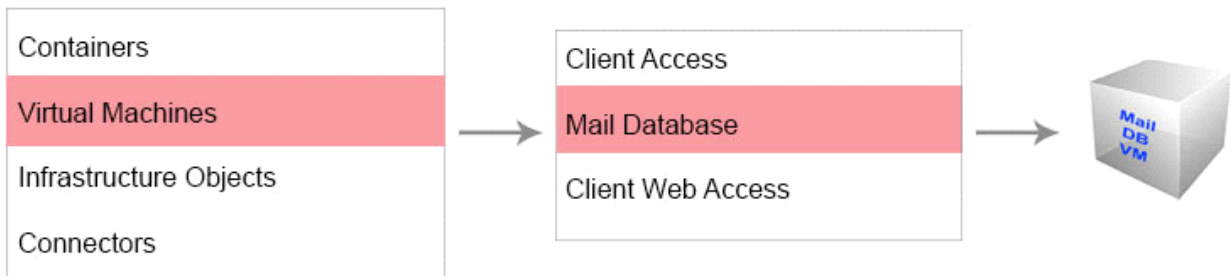 Containers
Virtual Machines
Infrastructure Objects
Connectors
Client Access
Mail Database
Client Web Access
Mail
DB
VM